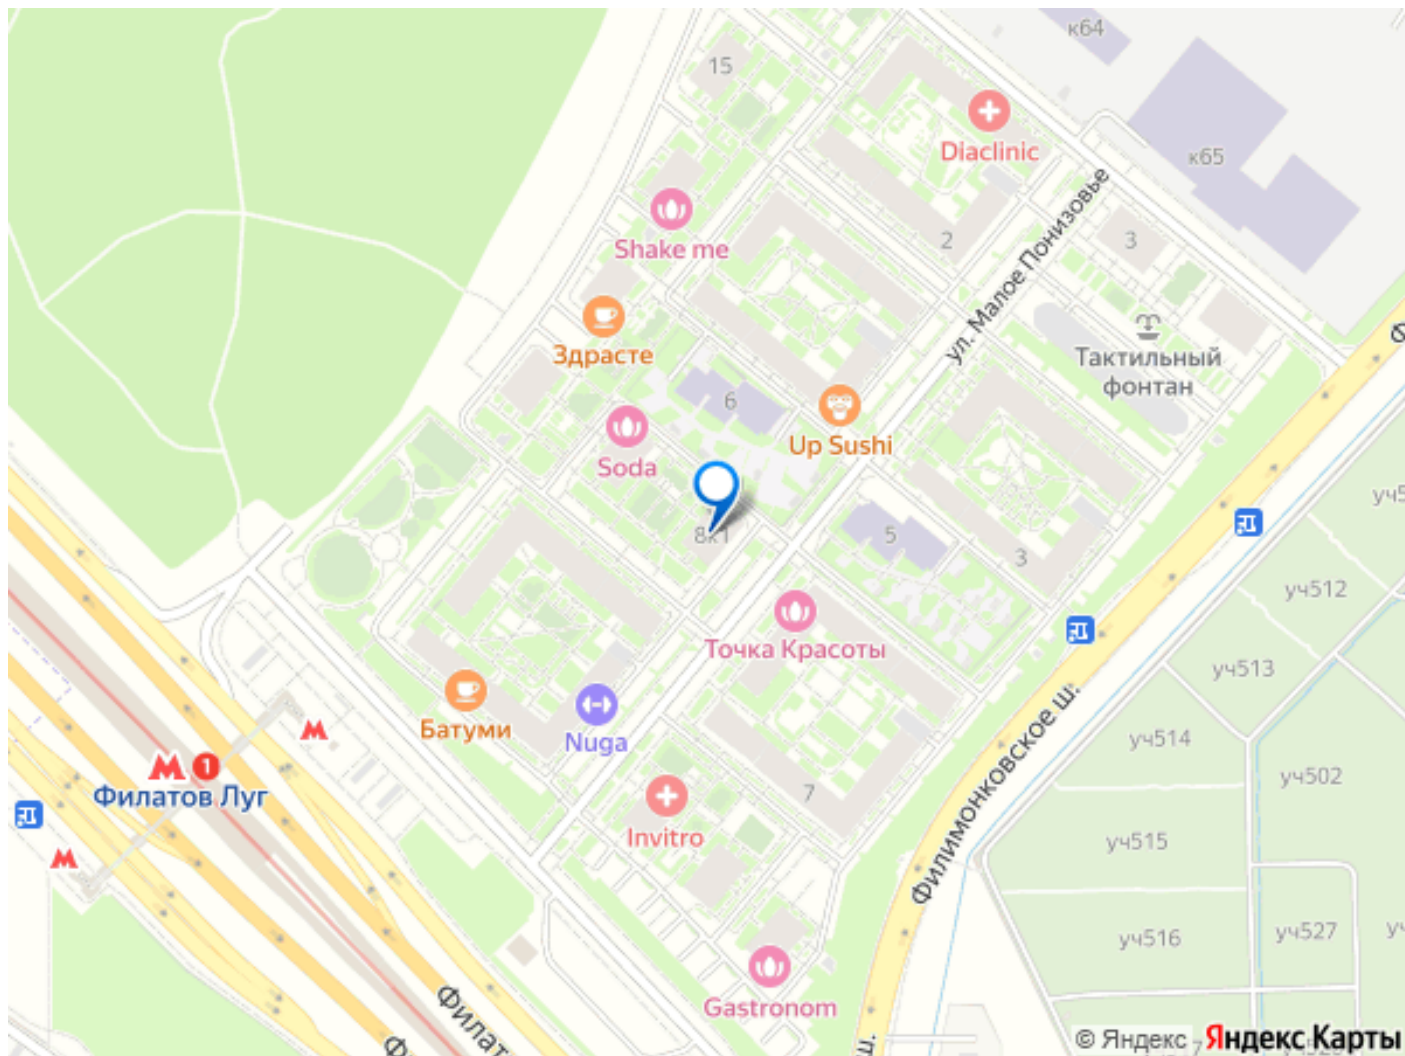 к64
15
к65
Diaclinic
ул. Малое Понизовье
2
3
Shake me
Тактильный
фонтан
Здрасте
6
Up Sushi
Soda
8к1
5
3
уч512
Точка Красоты
уч513
Батуми
Nuga
уч514
Филимонковское ш.
М 1
Филатов Луг
М
уч502
7
Invitro
уч515
М
уч516
уч527
Gastronom
© Яндекс Яндекс Карты